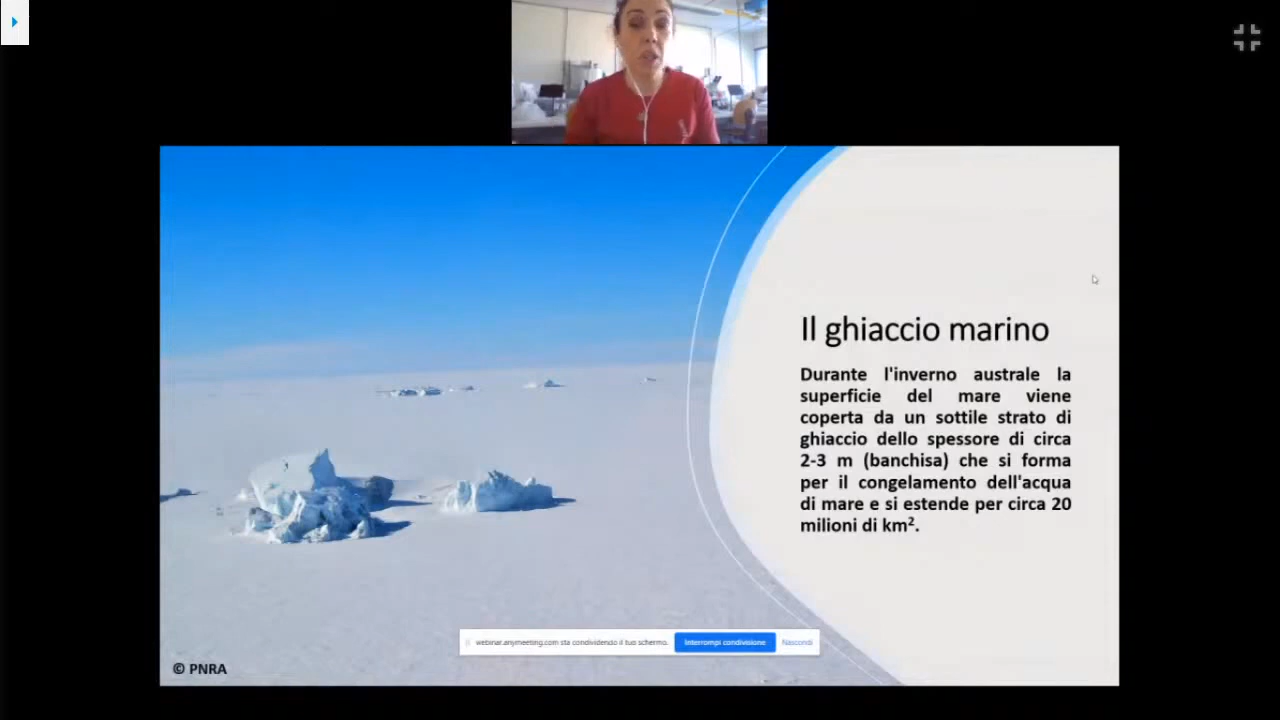 Il ghiaccio marino
Durante l'inverno australe la
superficie del mare viene
coperta da un sottile strato di
ghiaccio dello spessore di circa
2-3 m (banchisa) che si forma
per il congelamento dell'acqua
di mare e si estende per circa 20
milioni di km².
webinar.anymeeting.com sta condividendo il tuo schermo. Interrompi condivisione Nascondi
© PNRA